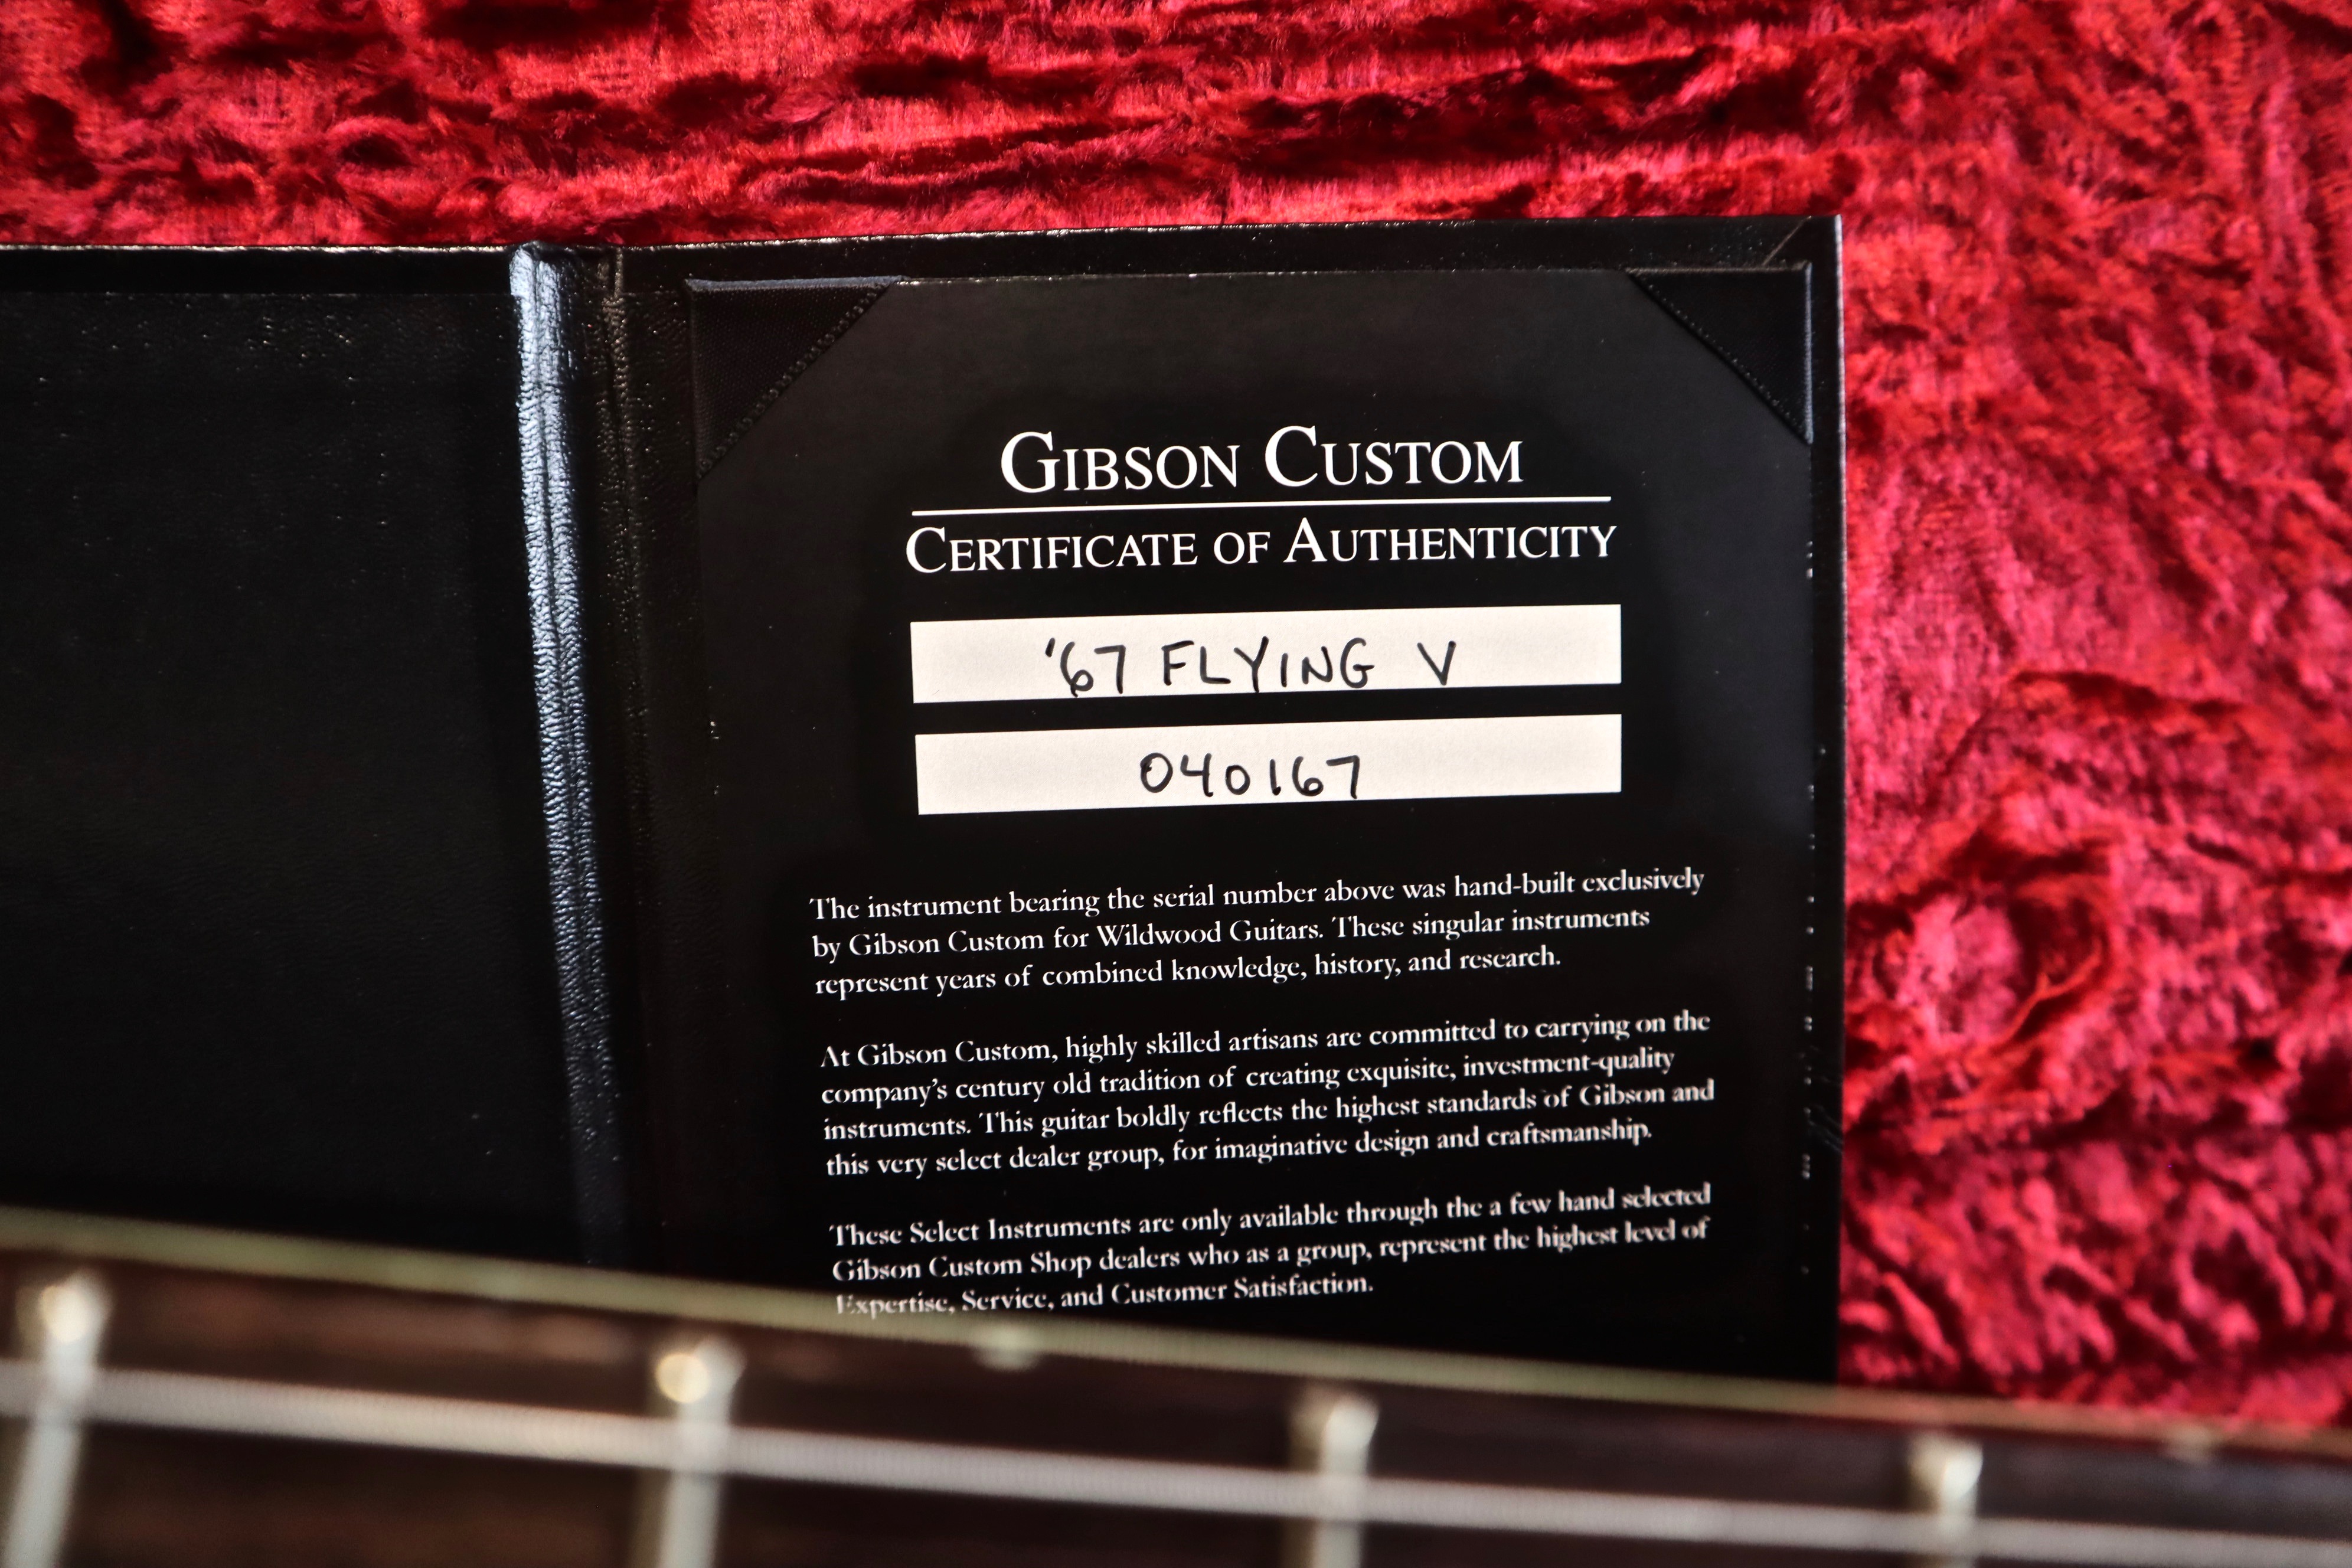 GIBSON CUSTOM
CERTIFICATE OF AUTHENTICITY
'67 FLYING V
040167
The instrument bearing the serial number above was hand-built exclusively
by Gibson Custom for Wildwood Guitars. These singular instruments
represent years of combined knowledge, history, and research.
At Gibson Custom, highly skilled artisans are committed to carrying on the
company's century old tradition of creating exquisite, investment-quality
instruments. This guitar boldly reflects the highest standards of Gibson and
this very select dealer group, for imaginative design and craftsmanship.
These Select Instruments are only available through the a few hand selected
Gibson Custom Shop dealers who as a group, represent the highest level of
Expertise, Service, and Customer Satisfaction.